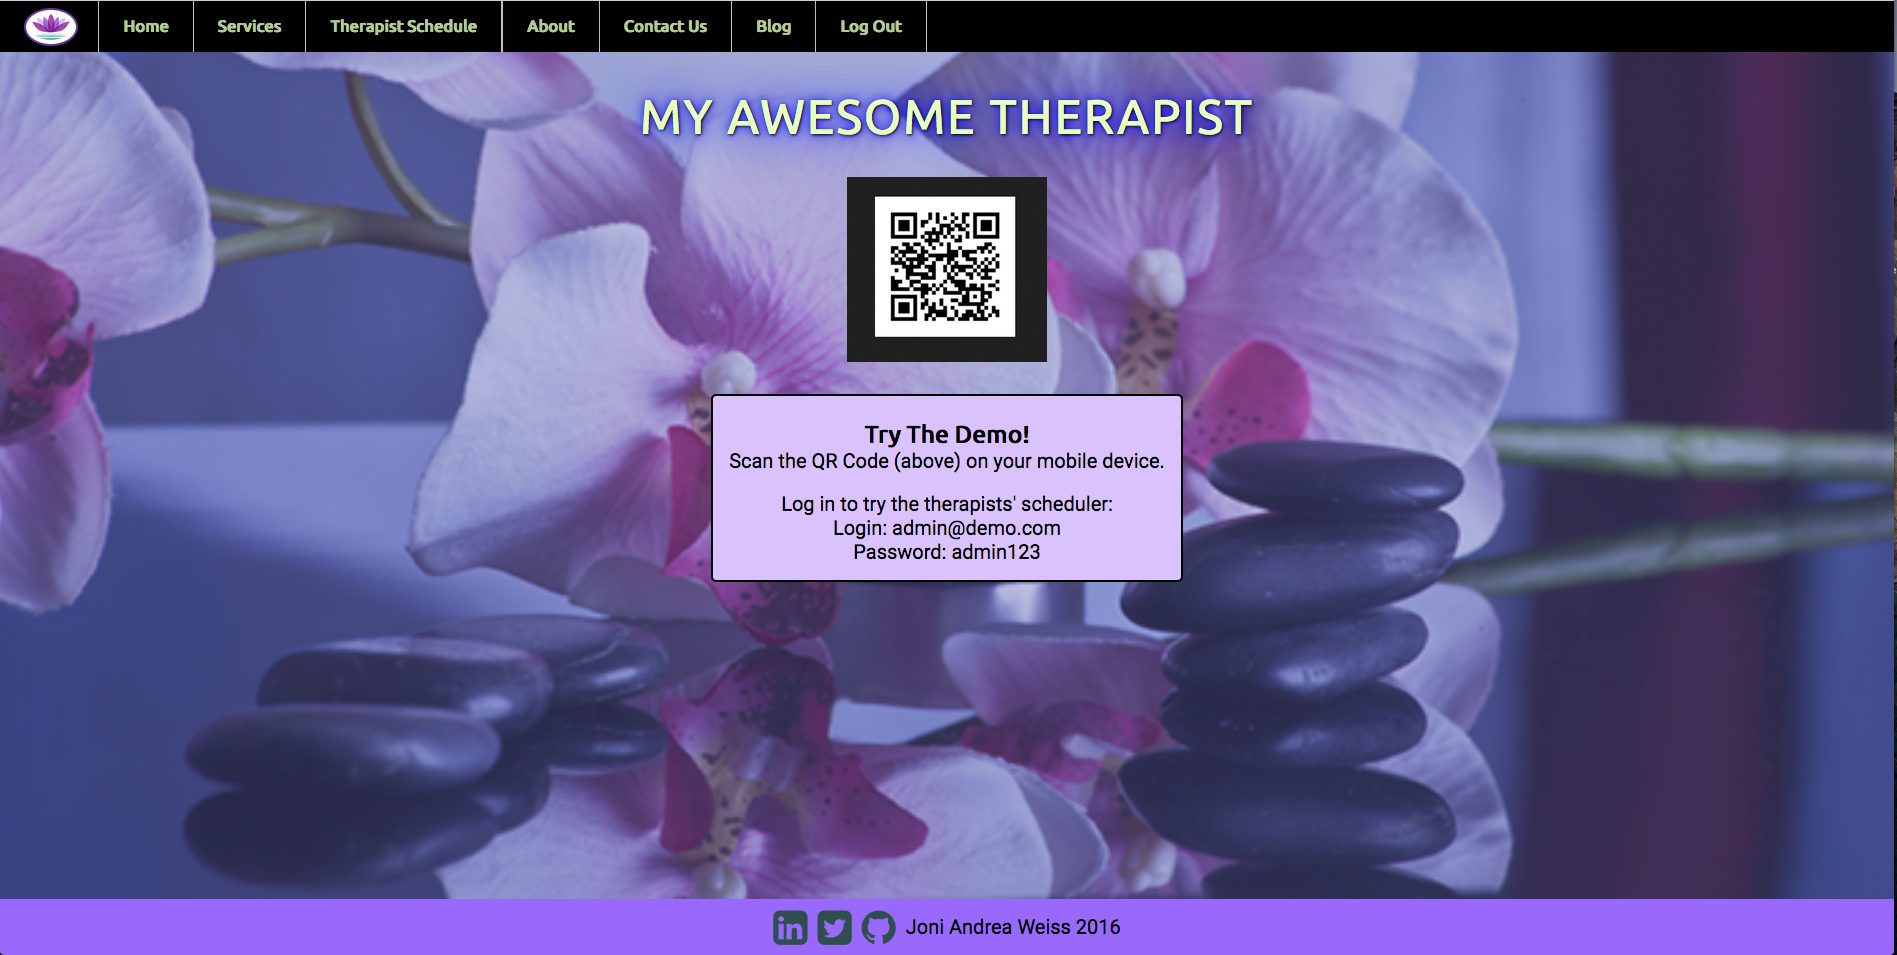 Home
Services
Therapist Schedule
About
Contact Us
Blog
Log Out
MY AWESOME THERAPIST
Try The Demo!
Scan the QR Code (above) on your mobile device.
Log in to try the therapists' scheduler:
Login: admin@demo.com
Password: admin123
in
Joni Andrea Weiss 2016